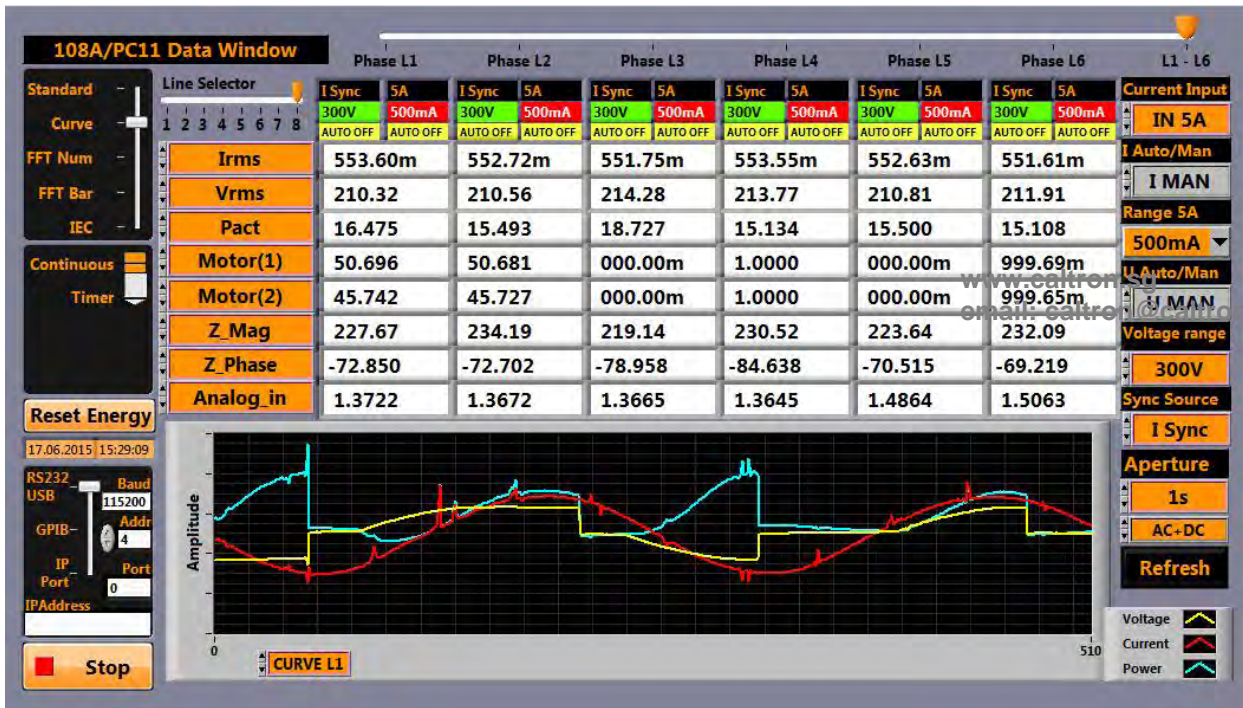 108A/PC11 Data Window
Phase L1 Phase L2 Phase L3 Phase L4 Phase L5 Phase L6 L1 - L6
Standard
Curve
FFT Num
FFT Bar
IEC
Continuous
Timer
Reset Energy
17.06.2015 15:29:09
RS232
USB
GPIB
IP
Port
Baud
115200
Addr
4
Port
0
IPAddress
Stop
Line Selector
1 2 3 4 5 6 7 8
I Sync 5A I Sync 5A I Sync 5A I Sync 5A I Sync 5A I Sync 5A
300V 500mA 300V 500mA 300V 500mA 300V 500mA 300V 500mA 300V 500mA
AUTO OFF AUTO OFF AUTO OFF AUTO OFF AUTO OFF AUTO OFF AUTO OFF AUTO OFF AUTO OFF AUTO OFF AUTO OFF AUTO OFF
Irms 553.60m 552.72m 551.75m 553.55m 552.63m 551.61m
Vrms 210.32 210.56 214.28 213.77 210.81 211.91
Pact 16.475 15.493 18.727 15.134 15.500 15.108
Motor(1) 50.696 50.681 000.00m 1.0000 000.00m 999.69m
Motor(2) 45.742 45.727 000.00m 1.0000 000.00m 999.65m
Z_Mag 227.67 234.19 219.14 230.52 223.64 232.09
Z_Phase -72.850 -72.702 -78.958 -84.638 -70.515 -69.219
Analog_in 1.3722 1.3672 1.3665 1.3645 1.4864 1.5063
www.caltron.sg
email: caltron@caltro
Current Input
IN 5A
I Auto/Man
I MAN
Range 5A
500mA
U Auto/Man
U MAN
Voltage range
300V
Sync Source
I Sync
Aperture
1s
AC+DC
Refresh
Amplitude
0 510
CURVE L1
Voltage
Current
Power